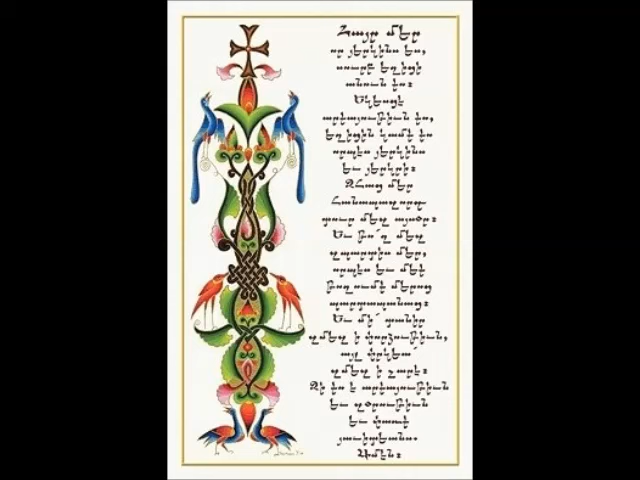 Հայր մեր
որ յերկինս ես,
սուրբ եղիցի
անուն քո։
Եկեսցէ
արքայութիւն քո,
եղիցին կամք քո
որպէս յերկինս
եւ յերկրի։
Զհաց մեր
հանապազորդ
տուր մեզ այսօր։
Եւ թո՛ղ մեզ
զպարտիս մեր,
որպէս եւ մեք
թողումք մերոց
պարտապանաց։
Եւ մի՛ տանիր
զմեզ ի փորձութիւն,
այլ փրկեա՛
զմեզ ի չարէ։
Զի քո է արքայութիւն
եւ զօրութիւն
եւ փառք
յաւիտեանս.
Ամէն։